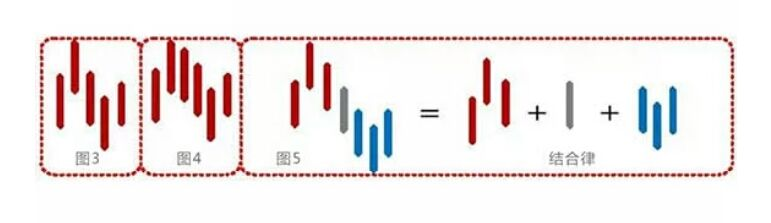 图3
图4
图5
= + +
结合律